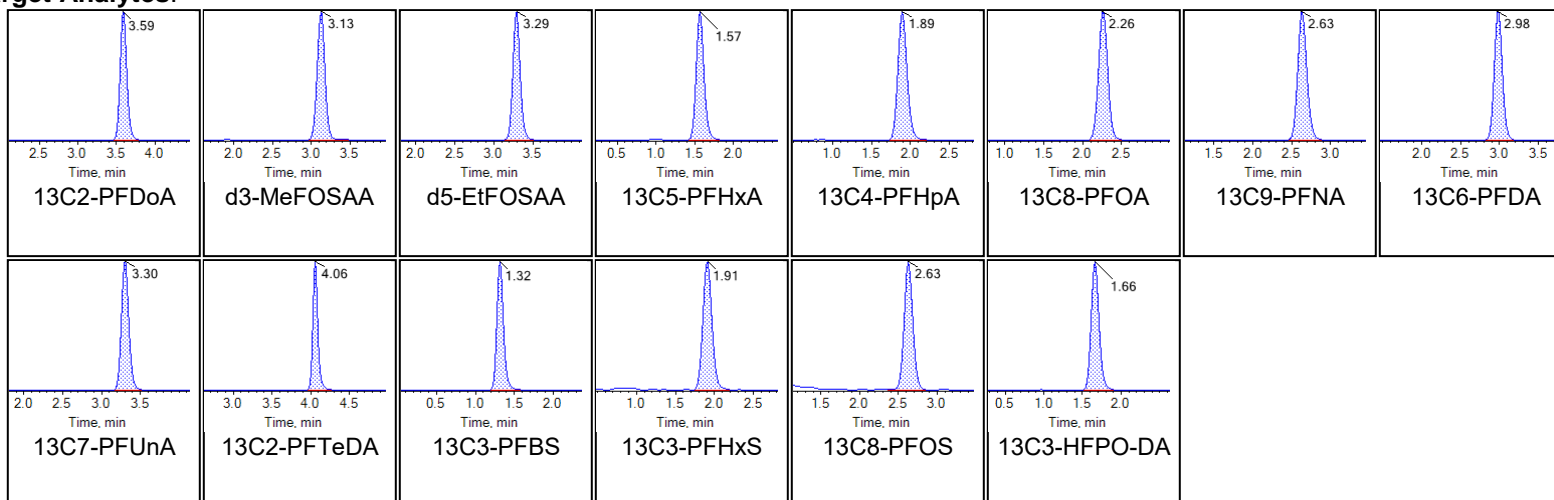 rget Analytes:
3.59 3.13 3.29 1.57 1.89 2.26 2.63 2.98
2.5 3.0 3.5 4.0 2.0 2.5 3.0 3.5 2.0 2.5 3.0 3.5 0.5 1.0 1.5 2.0 1.0 1.5 2.0 2.5 1.0 1.5 2.0 2.5 1.5 2.0 2.5 3.0 2.0 2.5 3.0 3.5
Time, min Time, min Time, min Time, min Time, min Time, min Time, min Time, min
13C2-PFDoA d3-MeFOSAA d5-EtFOSAA 13C5-PFHxA 13C4-PFHpA 13C8-PFOA 13C9-PFNA 13C6-PFDA
3.30 4.06 1.32 1.91 2.63 1.66
2.0 2.5 3.0 3.5 3.0 3.5 4.0 4.5 0.5 1.0 1.5 2.0 1.0 1.5 2.0 2.5 1.5 2.0 2.5 3.0 0.5 1.0 1.5 2.0
Time, min Time, min Time, min Time, min Time, min Time, min
13C7-PFUnA 13C2-PFTeDA 13C3-PFBS 13C3-PFHxS 13C8-PFOS 13C3-HFPO-DA